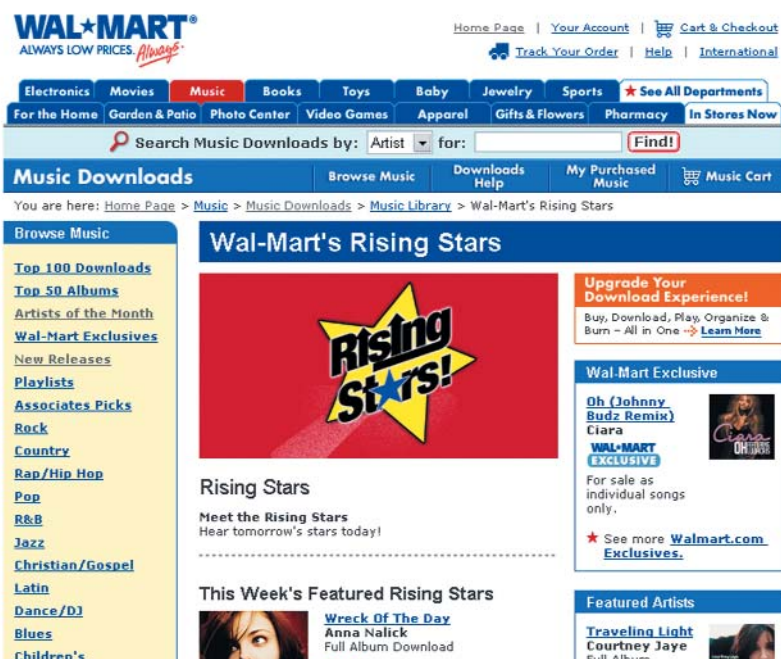 WAL★MART®
ALWAYS LOW PRICES. Always.
Home Page | Your Account | Cart & Checkout
Track Your Order | Help | International
Electronics Movies Music Books Toys Baby Jewelry Sports ★ See All Departments
For the Home Garden & Patio Photo Center Video Games Apparel Gifts & Flowers Pharmacy In Stores Now
Search Music Downloads by: Artist for: Find!
Music Downloads Browse Music Downloads Help My Purchased Music Music Cart
You are here: Home Page > Music > Music Downloads > Music Library > Wal-Mart's Rising Stars
Browse Music
Top 100 Downloads
Top 50 Albums
Artists of the Month
Wal-Mart Exclusives
New Releases
Playlists
Associates Picks
Rock
Country
Rap/Hip Hop
Pop
R&B
Jazz
Christian/Gospel
Latin
Dance/DJ
Blues
Children's
Wal-Mart's Rising Stars
Rising
Stars!
Rising Stars
Meet the Rising Stars
Hear tomorrow's stars today!
This Week's Featured Rising Stars
Wreck Of The Day
Anna Nalick
Full Album Download
Upgrade Your
Download Experience!
Buy, Download, Play, Organize &
Burn – All in One Learn More
Wal-Mart Exclusive
Oh (Johnny
Budz Remix)
Ciara
WAL★MART
EXCLUSIVE
For sale as
individual songs
only.
Ciara
OH
★ See more Walmart.com
Exclusives.
Featured Artists
Traveling Light
Courtney Jaye
Full Album